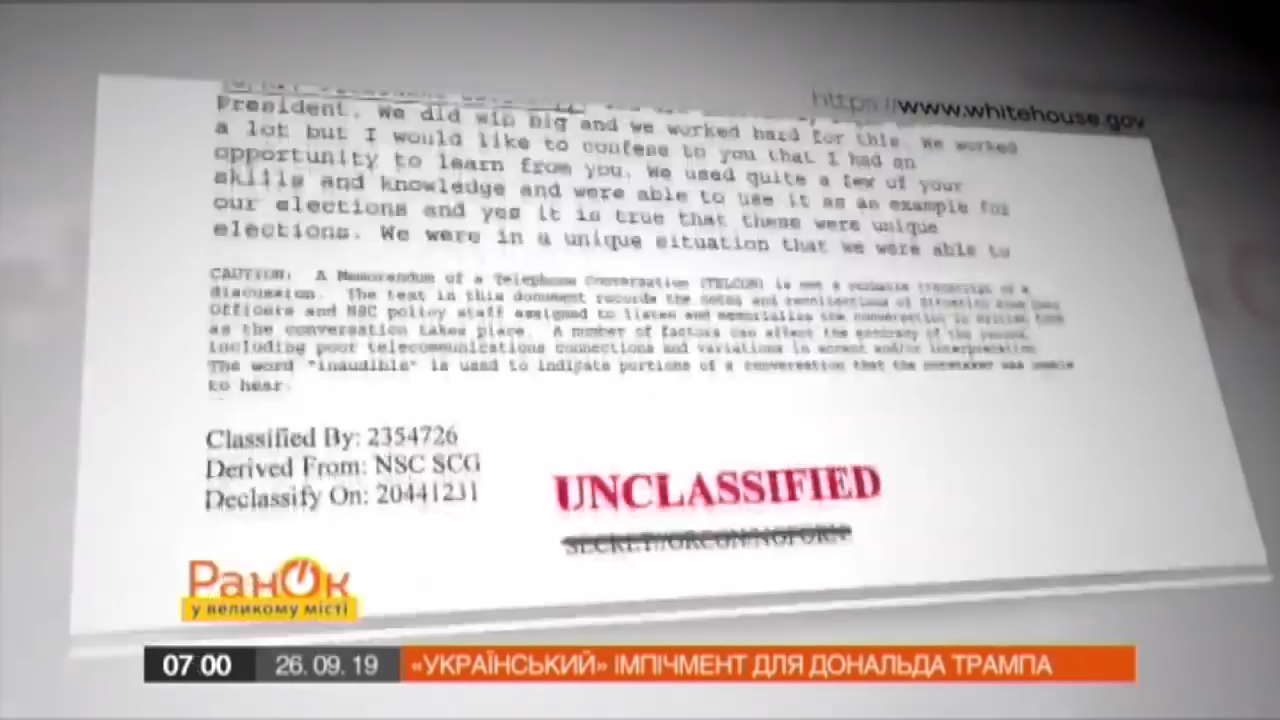 https://www.whitehouse.gov
President. We did win big and we worked hard for this. We worked
a lot but I would like to confess to you that I had an
opportunity to learn from you. We used quite a few of your
skills and knowledge and were able to use it as an example for
our elections and yes it is true that these were unique
elections. We were in a unique situation that we were able to
CAUTION: A Memorandum of a Telephone Conversation (TELCON) is not a verbatim transcript of a
discussion. The text in this document records the notes and recollections of Situation Room Duty
Officers and NSC policy staff assigned to listen and memorialize the conversation in written form
as the conversation takes place. A number of factors can affect the accuracy of the record,
including poor telecommunications connections and variations in accent and/or interpretation.
The word "inaudible" is used to indicate portions of a conversation that the notetaker was unable
to hear.
Classified By: 2354726
Derived From: NSC SCG
Declassify On: 20441231
UNCLASSIFIED
SECRET//ORCON/NOFORN
Ранок
у великому місті
07 00 26. 09. 19 «УКРАЇНСЬКИЙ» ІМПІЧМЕНТ ДЛЯ ДОНАЛЬДА ТРАМПА